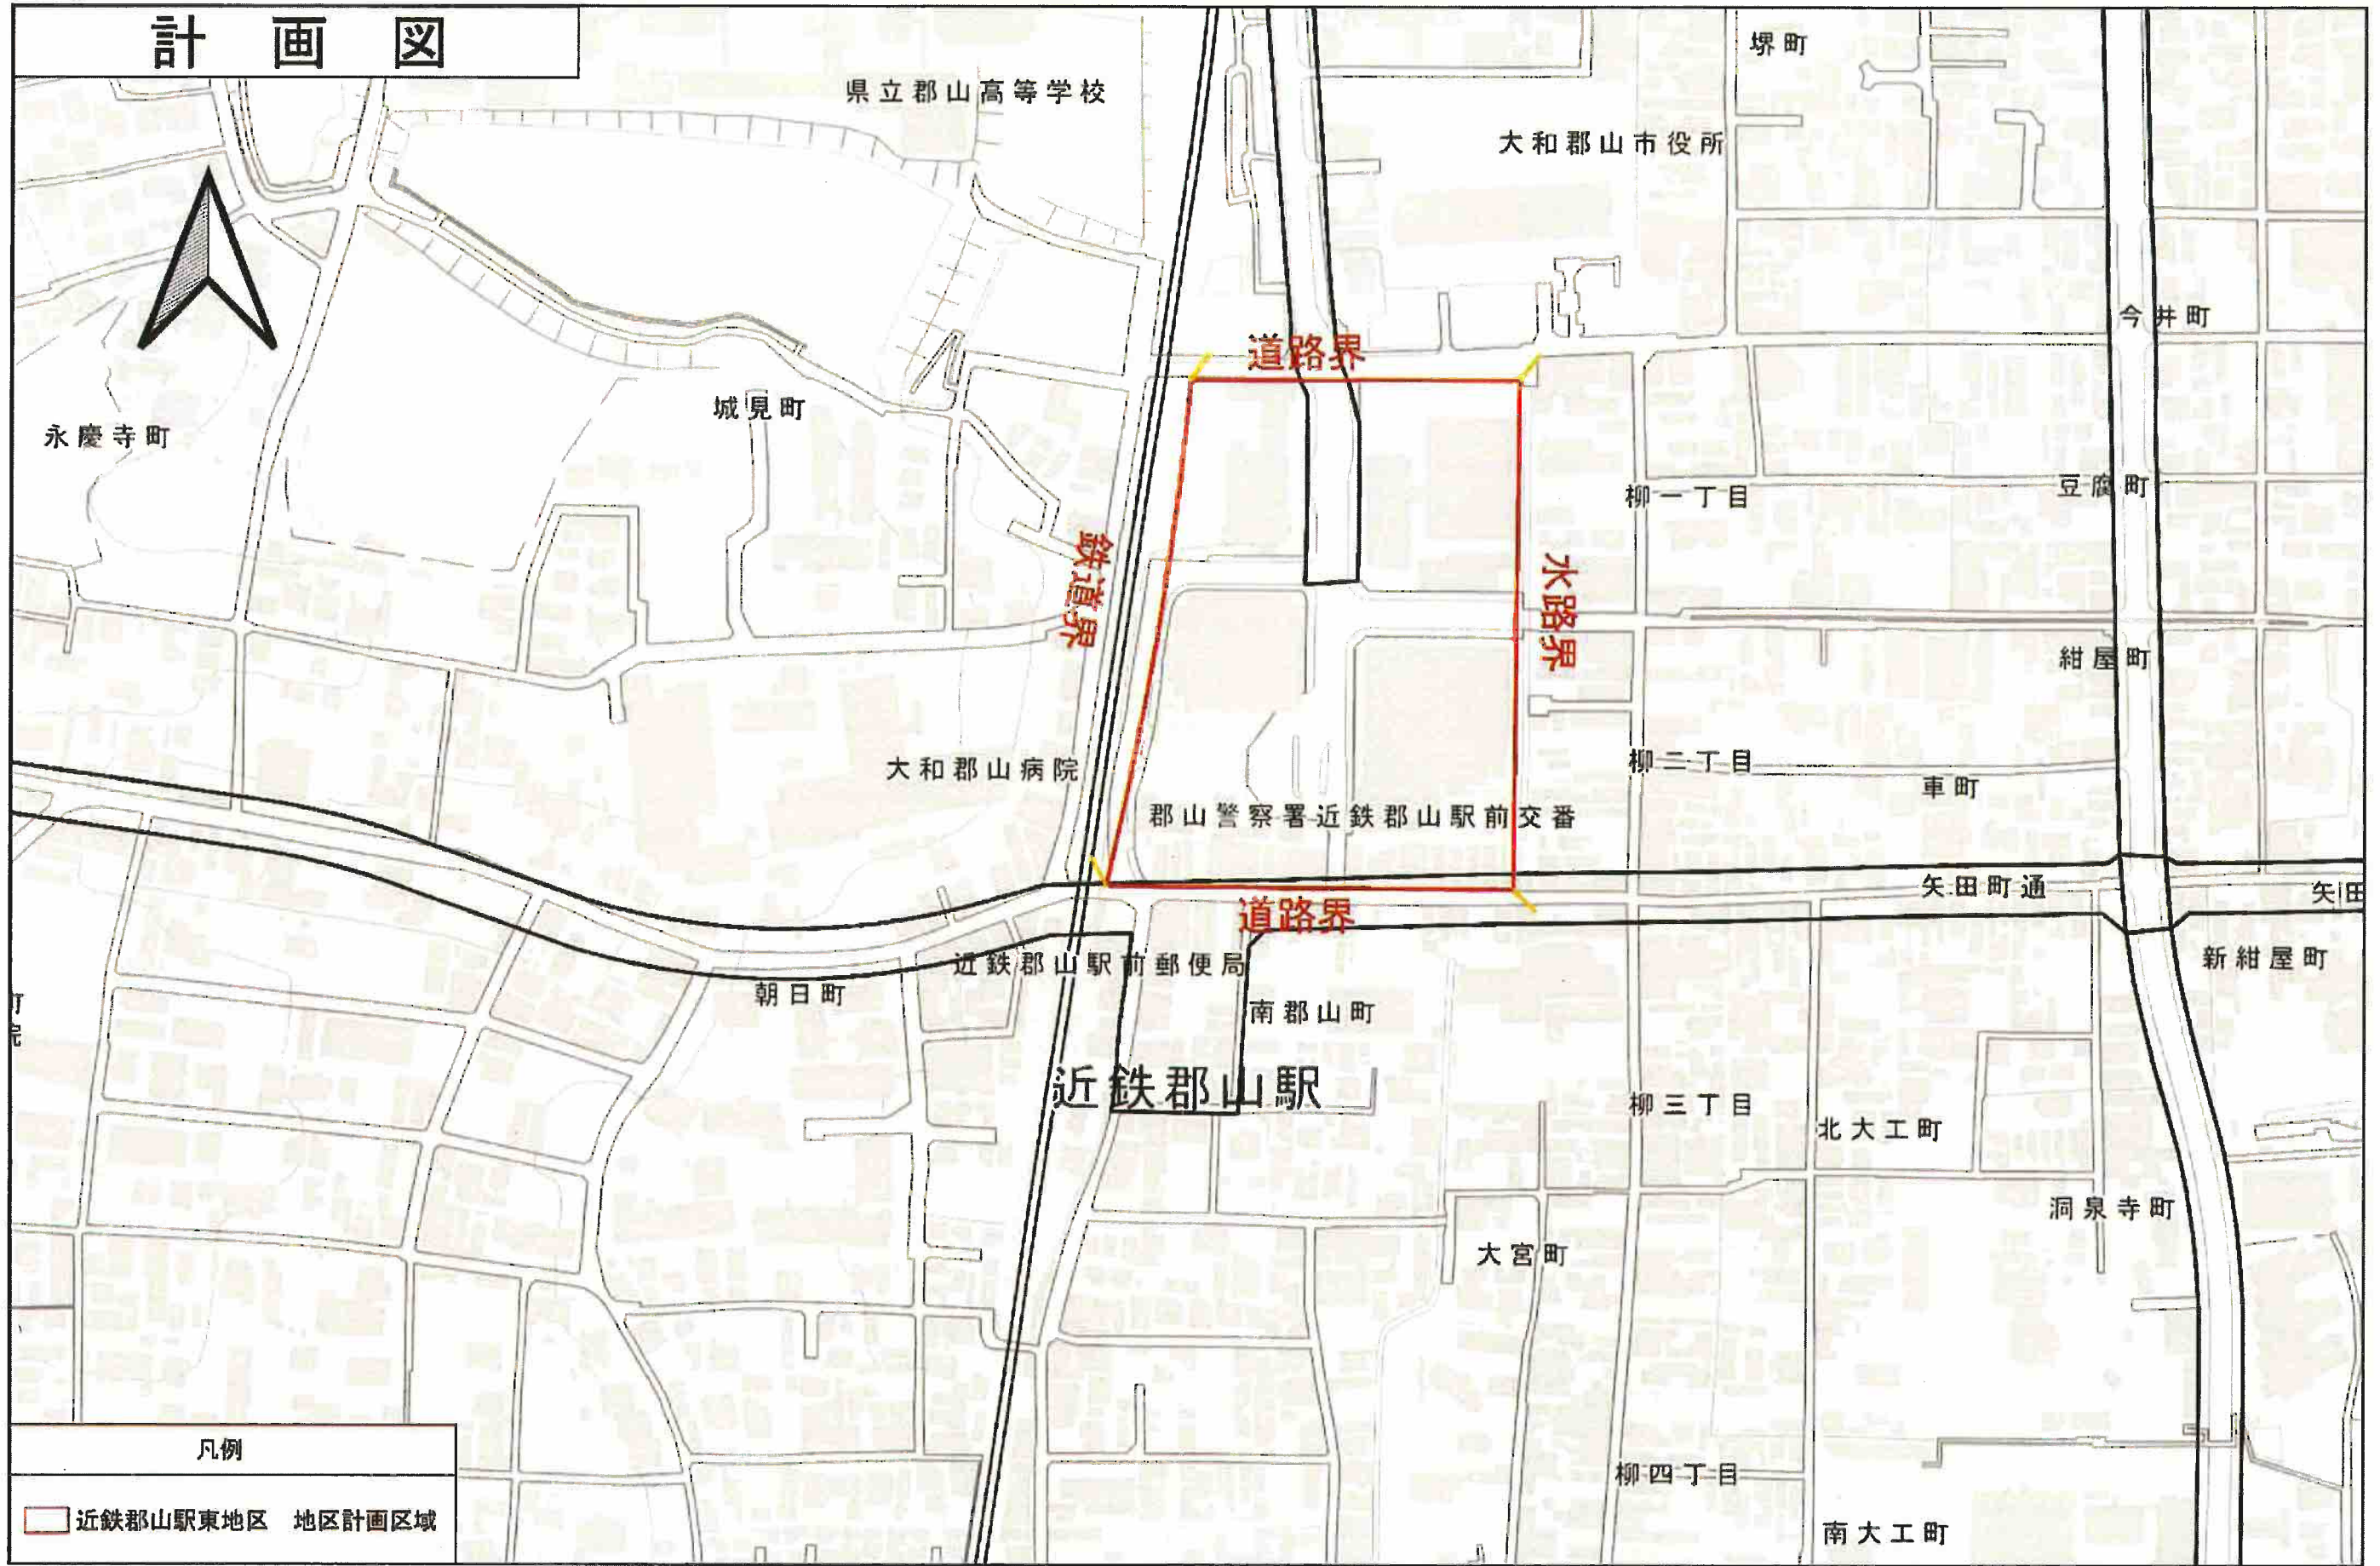 計画図
県立郡山高等学校
堺町
大和郡山市役所
今井町
道路界
城見町
永慶寺町
柳一丁目
豆腐町
鉄道界
水路界
紺屋町
大和郡山病院
柳二丁目
車町
郡山警察署近鉄郡山駅前交番
矢田町通
矢田
道路界
近鉄郡山駅前郵便局
新紺屋町
朝日町
南郡山町
町
院
近鉄郡山駅
柳三丁目
北大工町
洞泉寺町
大宮町
凡例
柳四丁目
近鉄郡山駅東地区 地区計画区域
南大工町